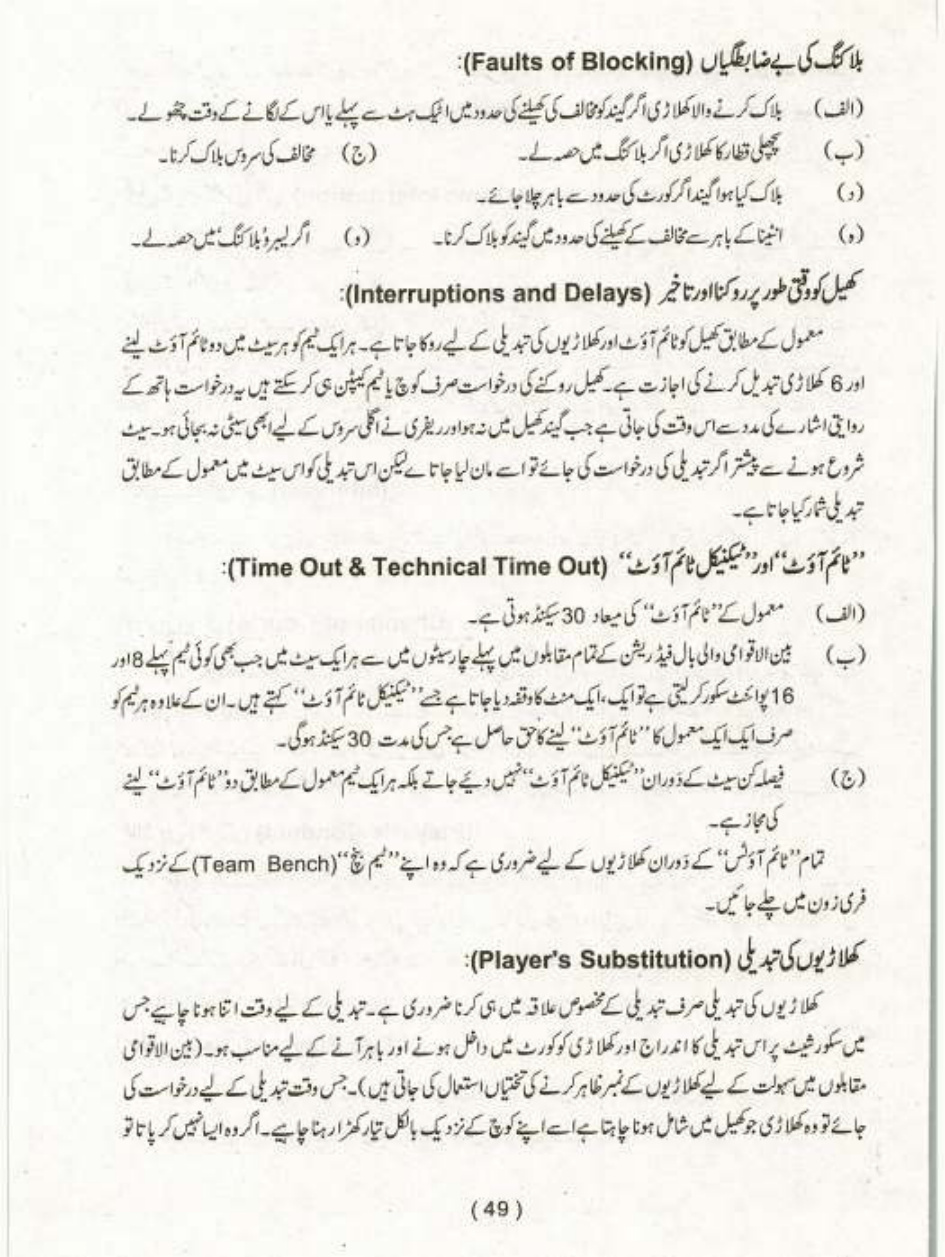 بلاکنگ کی بے ضابطگیاں (Faults of Blocking):
(الف) بلاک کرنے والا کھلاڑی اگر گیند کو مخالف کی کھیلنے کی حدود میں اٹیک ہٹ سے پہلے یا اس کے لگانے کے وقت چھو لے۔
(ب) پچھلی قطار کا کھلاڑی اگر بلاکنگ میں حصہ لے۔ (ج) مخالف کی سروس بلاک کرنا۔
(د) بلاک کیا ہوا گیند اگر کورٹ کی حدود سے باہر چلا جائے۔
(ہ) انٹینا کے باہر سے مخالف کے کھیلنے کی حدود میں گیند کو بلاک کرنا۔ (و) اگر لیبرو بلاکنگ میں حصہ لے۔
کھیل کو وقتی طور پر روکنا اور تاخیر (Interruptions and Delays):
معمول کے مطابق کھیل کو ٹائم آؤٹ اور کھلاڑیوں کی تبدیلی کے لیے روکا جاتا ہے۔ ہر ایک ٹیم کو ہر سیٹ میں دو ٹائم آؤٹ لینے
اور 6 کھلاڑی تبدیل کرنے کی اجازت ہے۔ کھیل روکنے کی درخواست صرف کوچ یا ٹیم کیپٹن ہی کر سکتے ہیں یہ درخواست ہاتھ کے
روایتی اشارے کی مدد سے اس وقت کی جاتی ہے جب گیند کھیل میں نہ ہو اور ریفری نے اگلی سروس کے لیے ابھی سیٹی نہ بجائی ہو۔ سیٹ
شروع ہونے سے پیشتر اگر تبدیلی کی درخواست کی جائے تو اسے مان لیا جاتا ہے لیکن اس تبدیلی کو اس سیٹ میں معمول کے مطابق
تبدیلی شمار کیا جاتا ہے۔
”ٹائم آؤٹ“ اور ”ٹیکنیکل ٹائم آؤٹ“ (Time Out & Technical Time Out):
(الف) معمول کے ”ٹائم آؤٹ“ کی میعاد 30 سیکنڈ ہوتی ہے۔
(ب) بین الاقوامی والی بال فیڈریشن کے تمام مقابلوں میں پہلے چار سیٹوں میں سے ہر ایک سیٹ میں جب بھی کوئی ٹیم پہلے 8 اور
16 پوائنٹ سکور کر لیتی ہے تو ایک، ایک منٹ کا وقفہ دیا جاتا ہے جسے ”ٹیکنیکل ٹائم آؤٹ“ کہتے ہیں۔ ان کے علاوہ ہر ٹیم کو
صرف ایک ایک معمول کا ”ٹائم آؤٹ“ لینے کا حق حاصل ہے جس کی مدت 30 سیکنڈ ہوگی۔
(ج) فیصلہ کن سیٹ کے دَوران ”ٹیکنیکل ٹائم آؤٹ“ نہیں دیئے جاتے بلکہ ہر ایک ٹیم معمول کے مطابق دو ”ٹائم آؤٹ“ لینے
کی مجاز ہے۔
تمام ”ٹائم آؤٹس“ کے دَوران کھلاڑیوں کے لیے ضروری ہے کہ وہ اپنے ”ٹیم بنچ“ (Team Bench) کے نزدیک
فری زون میں چلے جائیں۔
کھلاڑیوں کی تبدیلی (Player's Substitution):
کھلاڑیوں کی تبدیلی صرف تبدیلی کے مخصوص علاقہ میں ہی کرنا ضروری ہے۔ تبدیلی کے لیے وقت اتنا ہونا چاہیے جس
میں سکور شیٹ پر اس تبدیلی کا اندراج اور کھلاڑی کو کورٹ میں داخل ہونے اور باہر آنے کے لیے مناسب ہو۔ (بین الاقوامی
مقابلوں میں سہولت کے لیے کھلاڑیوں کے نمبر ظاہر کرنے کی تختیاں استعمال کی جاتی ہیں)۔ جس وقت تبدیلی کے لیے درخواست کی
جائے تو وہ کھلاڑی جو کھیل میں شامل ہونا چاہتا ہے اسے اپنے کوچ کے نزدیک بالکل تیار کھڑا رہنا چاہیے۔ اگر وہ ایسا نہیں کر پاتا تو
(49)